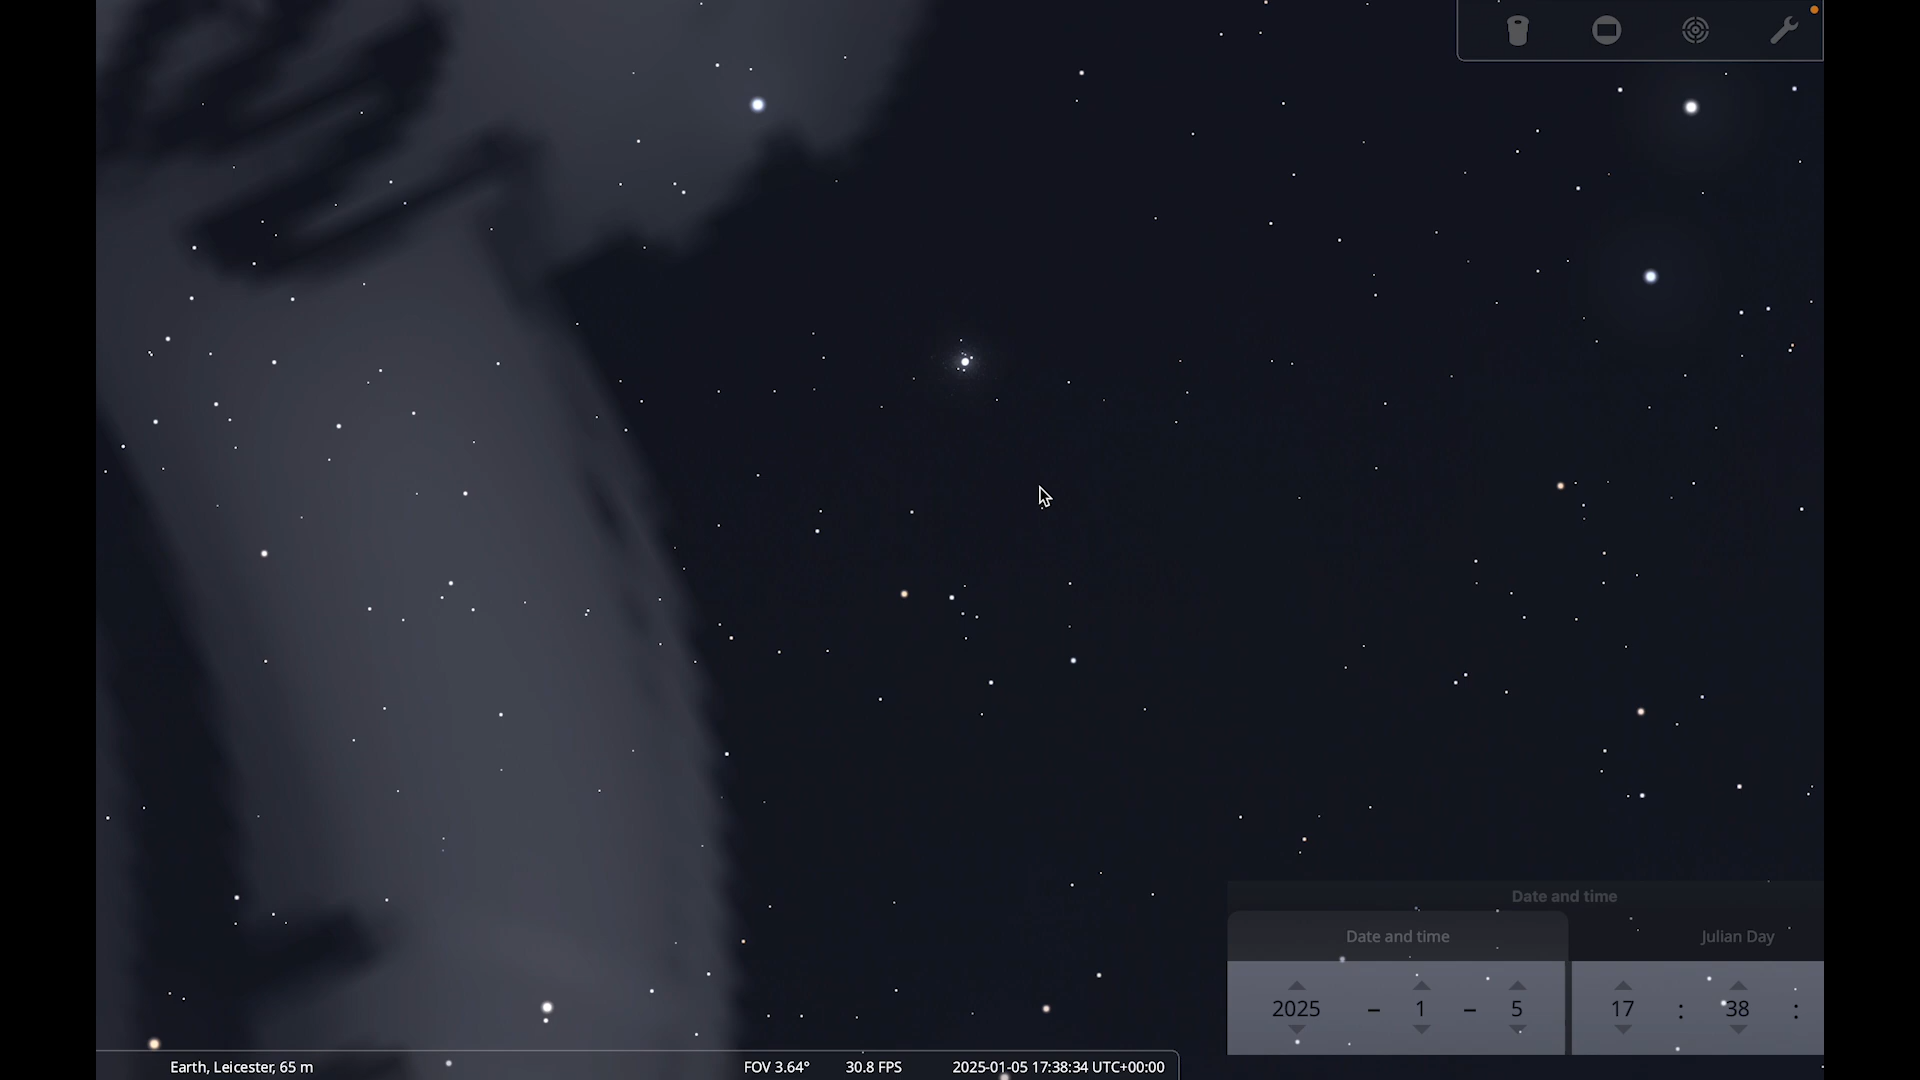 Date and time
Date and time Julian Day
2025 – 1 – 5 17 : 38 :
Earth, Leicester, 65 m FOV 3.64° 30.8 FPS 2025-01-05 17:38:34 UTC+00:00